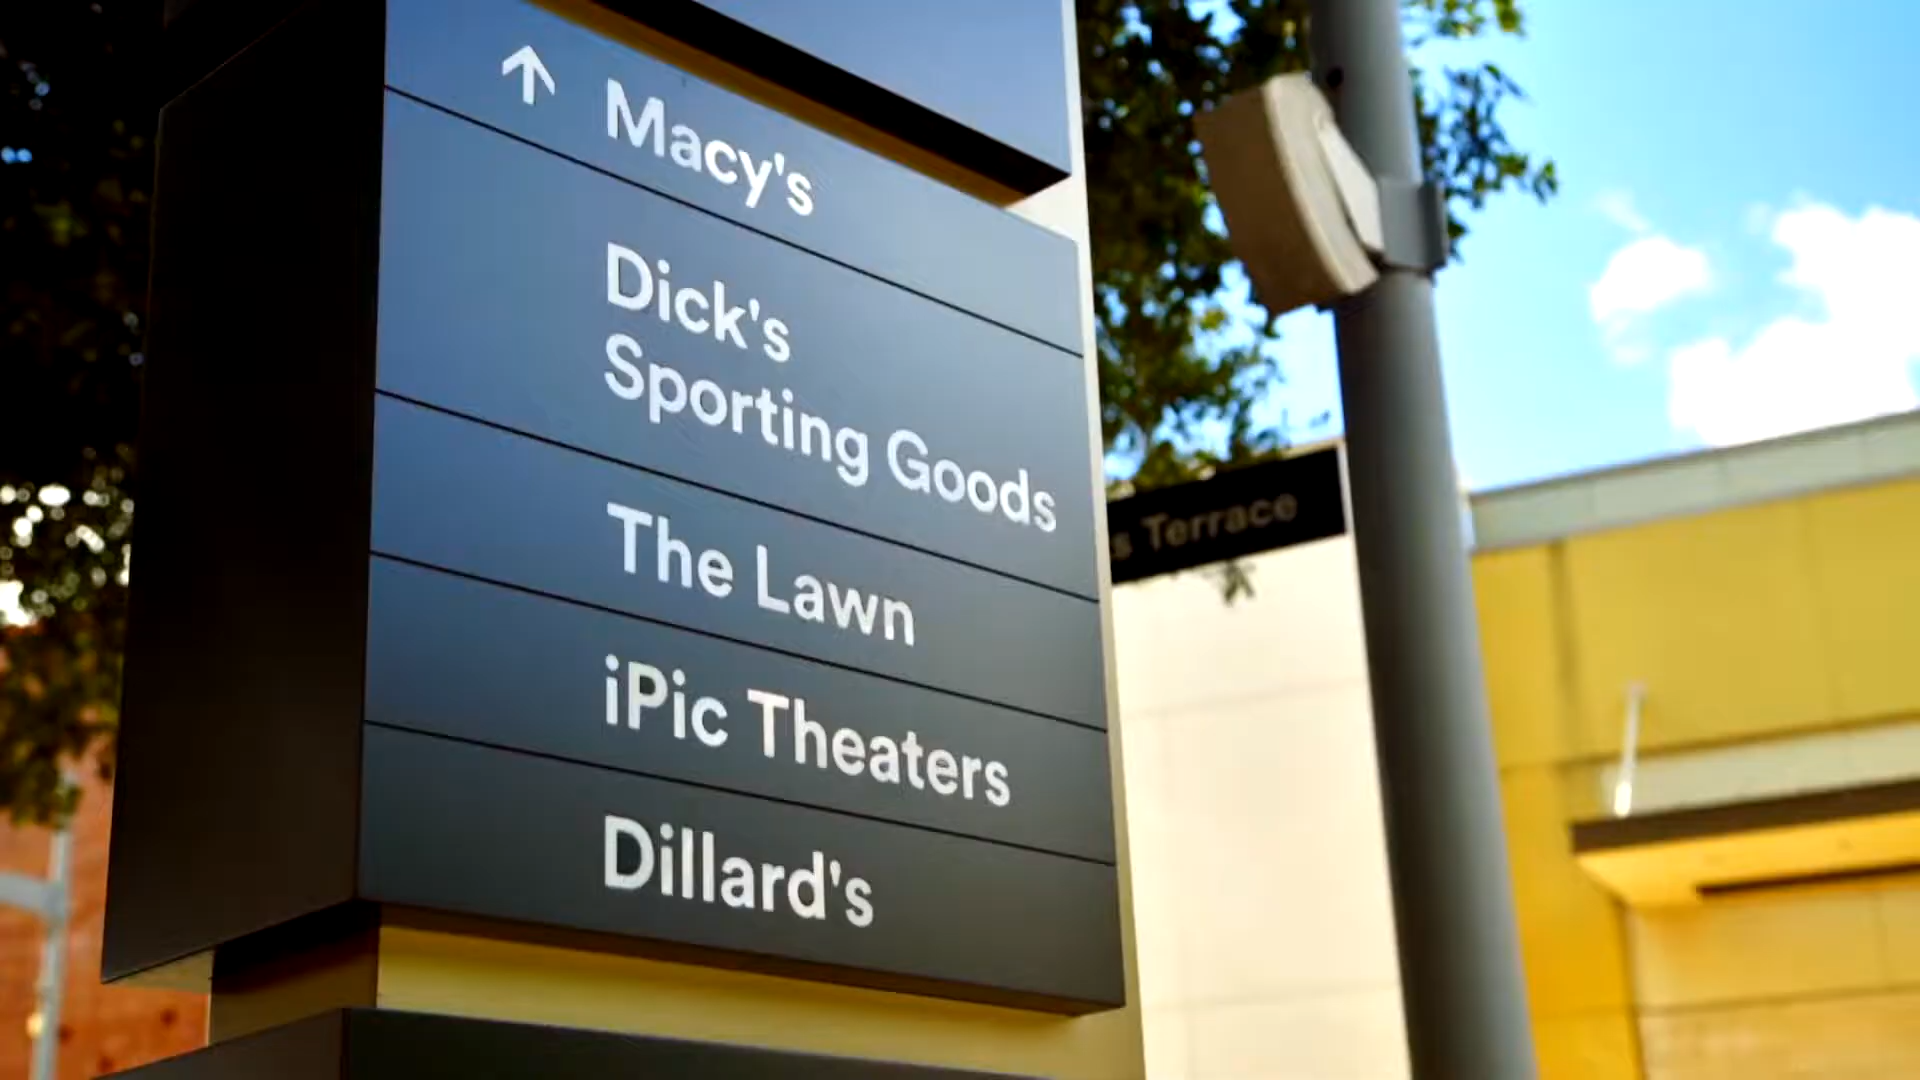 ↑ Macy's
Dick's
Sporting Goods
The Lawn
iPic Theaters
Dillard's
Terrace